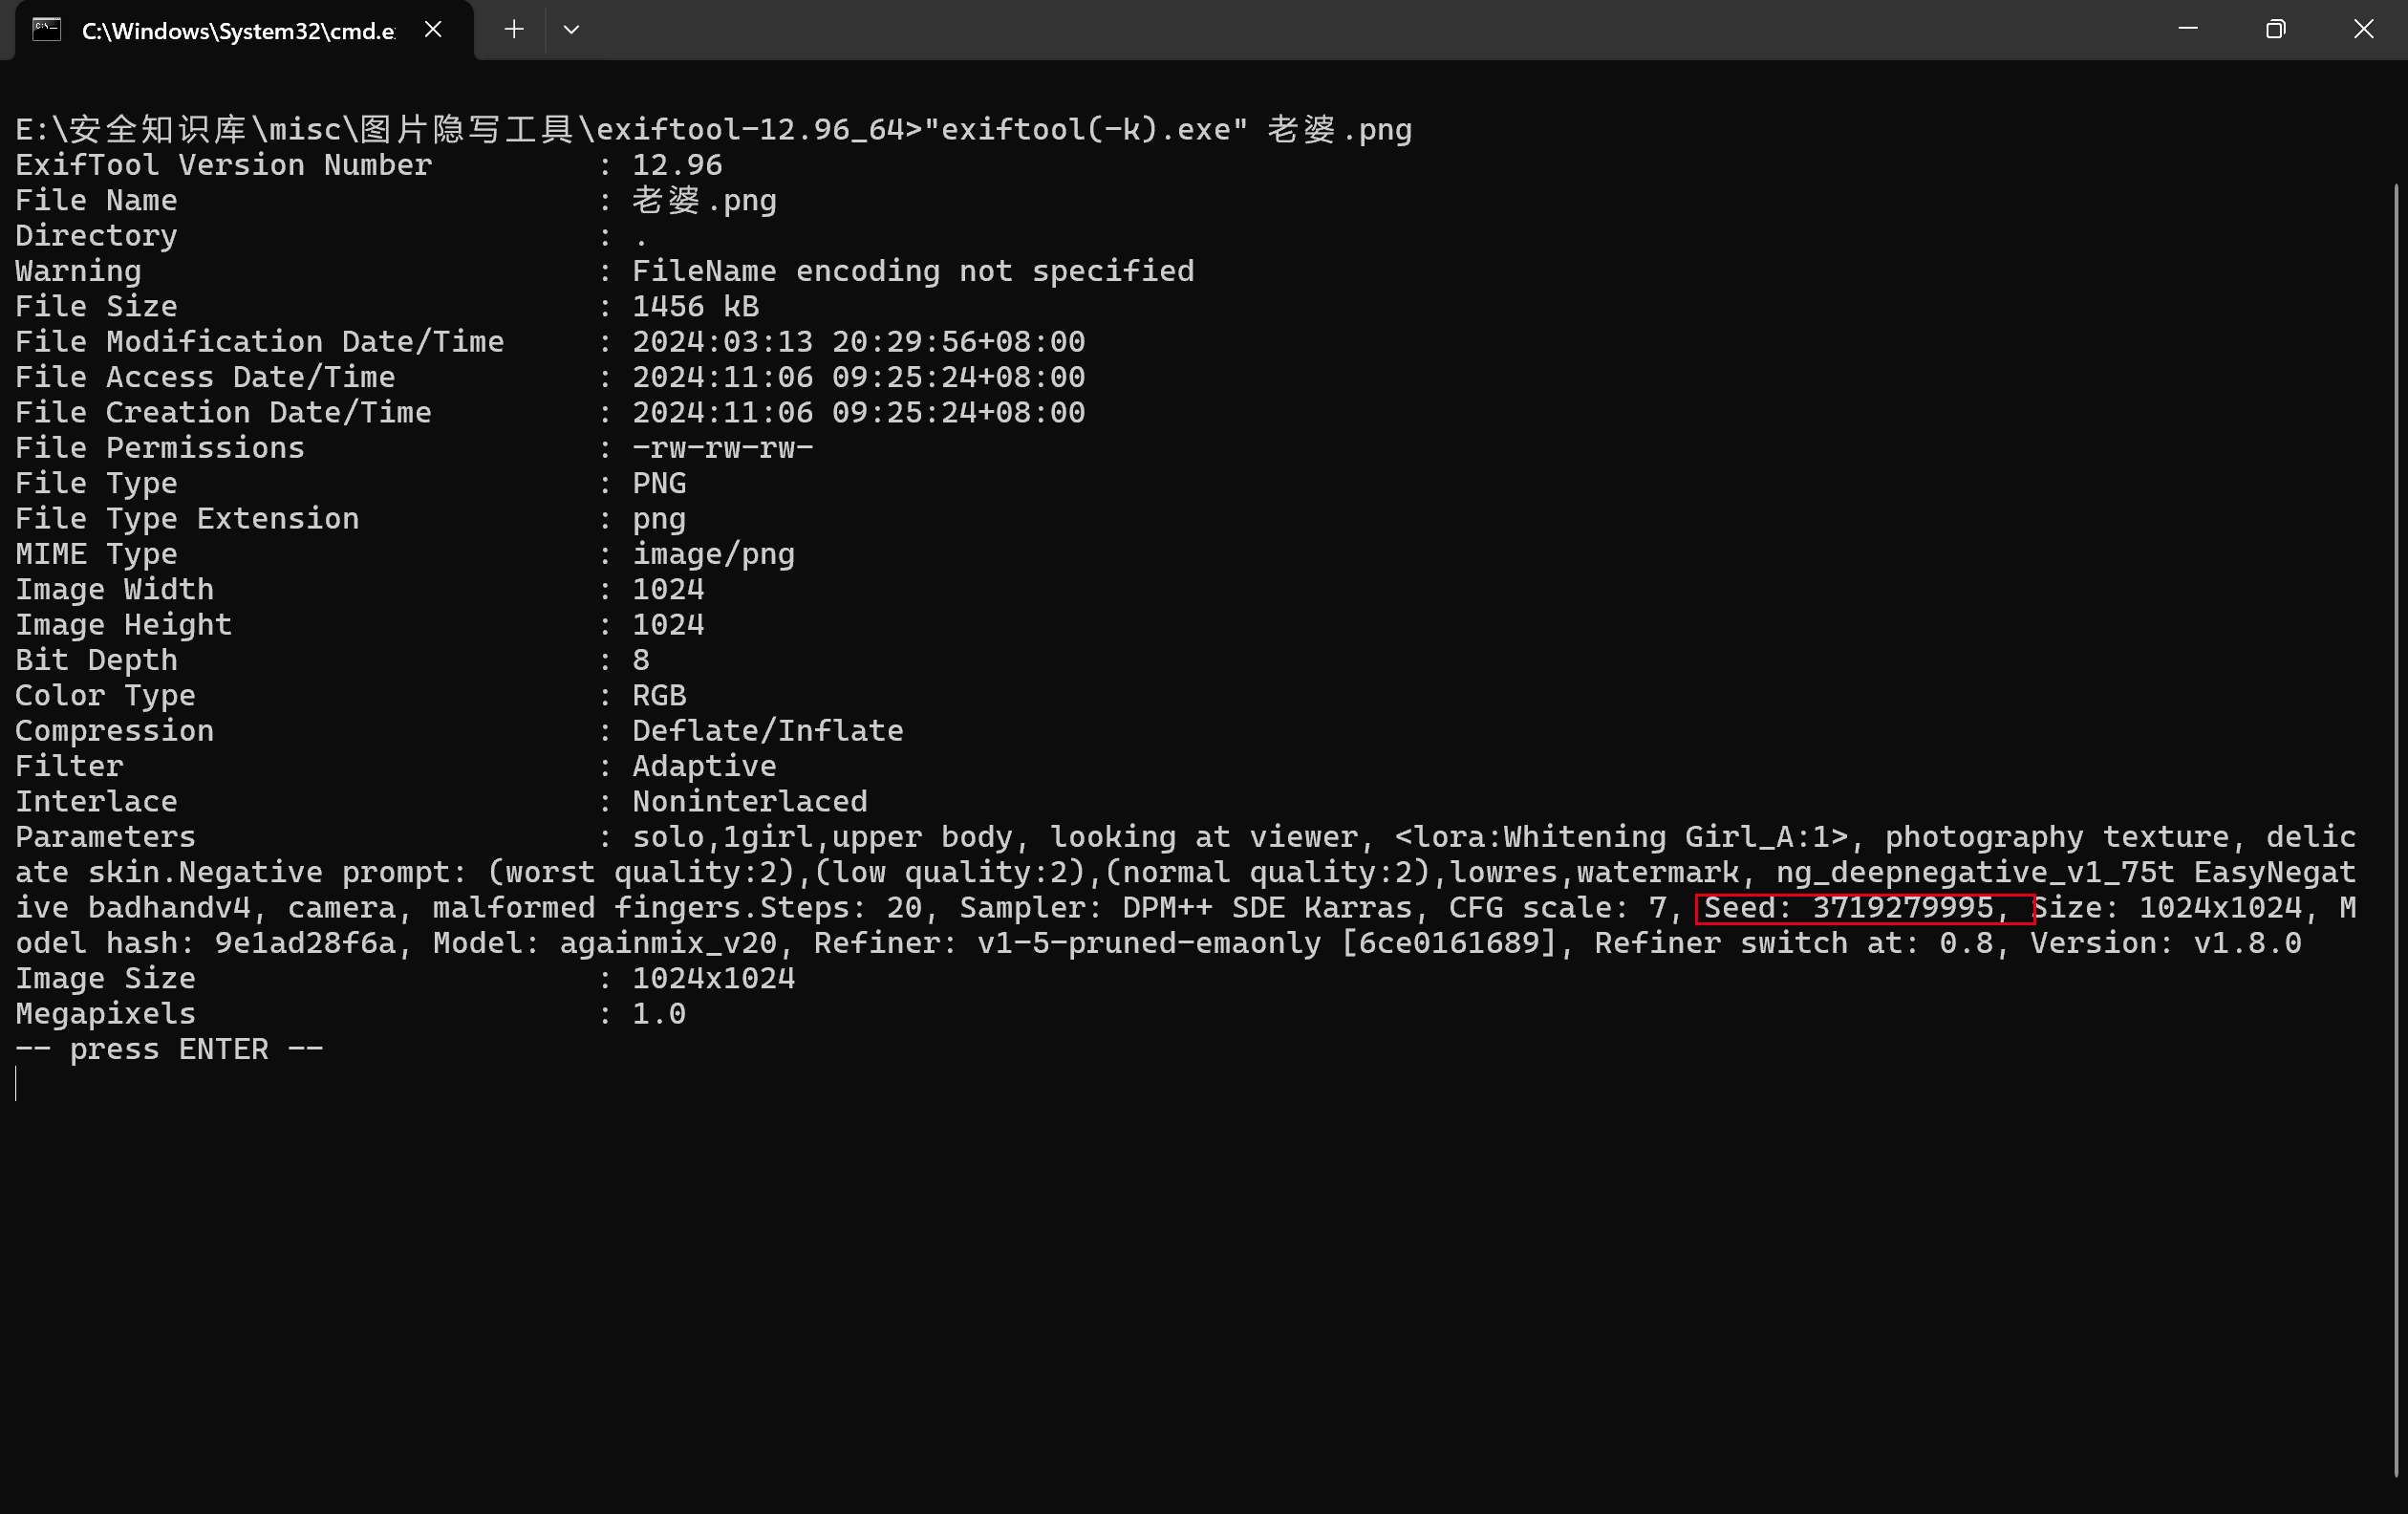 C:\Windows\System32\cmd.e
E:\安全知识库\misc\图片隐写工具\exiftool-12.96_64>"exiftool(-k).exe" 老婆.png
ExifTool Version Number : 12.96
File Name : 老婆.png
Directory : .
Warning : FileName encoding not specified
File Size : 1456 kB
File Modification Date/Time : 2024:03:13 20:29:56+08:00
File Access Date/Time : 2024:11:06 09:25:24+08:00
File Creation Date/Time : 2024:11:06 09:25:24+08:00
File Permissions : -rw-rw-rw-
File Type : PNG
File Type Extension : png
MIME Type : image/png
Image Width : 1024
Image Height : 1024
Bit Depth : 8
Color Type : RGB
Compression : Deflate/Inflate
Filter : Adaptive
Interlace : Noninterlaced
Parameters : solo,1girl,upper body, looking at viewer, <lora:Whitening Girl_A:1>, photography texture, delic
ate skin.Negative prompt: (worst quality:2),(low quality:2),(normal quality:2),lowres,watermark, ng_deepnegative_v1_75t EasyNegat
ive badhandv4, camera, malformed fingers.Steps: 20, Sampler: DPM++ SDE Karras, CFG scale: 7, Seed: 3719279995, Size: 1024x1024, M
odel hash: 9e1ad28f6a, Model: againmix_v20, Refiner: v1-5-pruned-emaonly [6ce0161689], Refiner switch at: 0.8, Version: v1.8.0
Image Size : 1024x1024
Megapixels : 1.0
-- press ENTER --